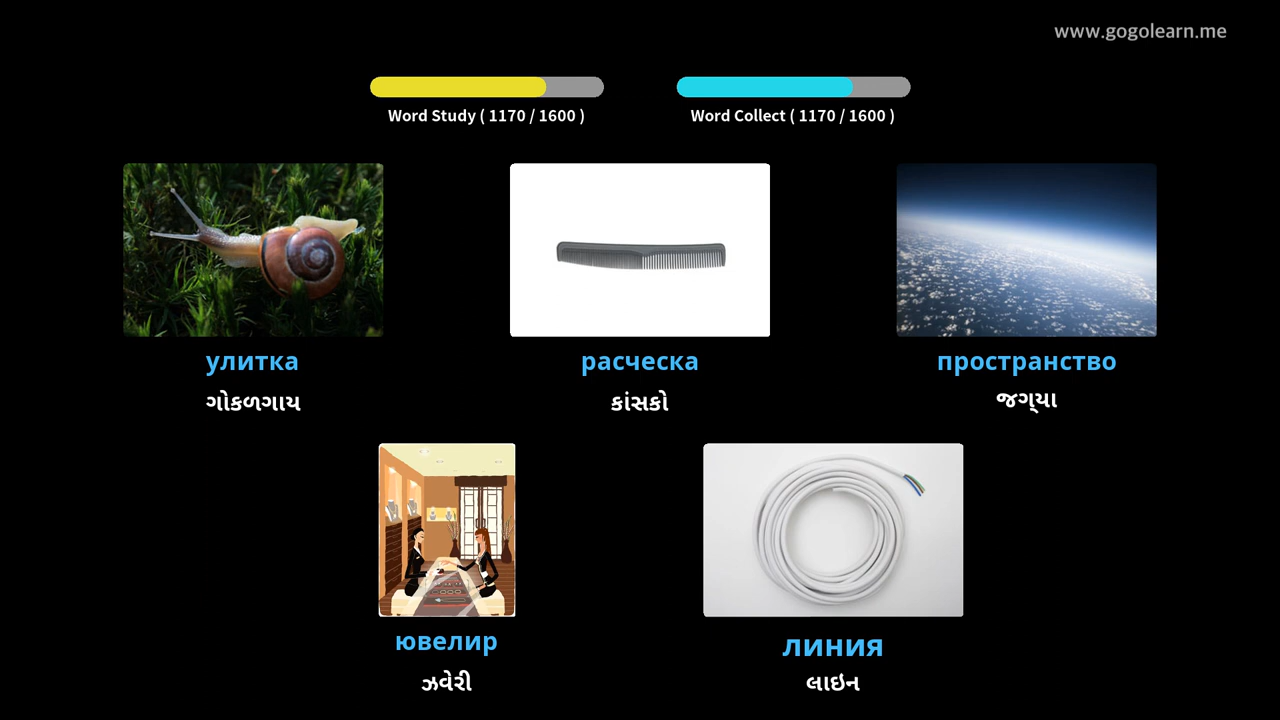 www.gogolearn.me
Word Study ( 1170 / 1600 )
Word Collect ( 1170 / 1600 )
улитка
расческа
пространство
ગોકળગાય
કાંસકો
જગ્યા
ювелир
линия
ઝવેરી
લાઇન